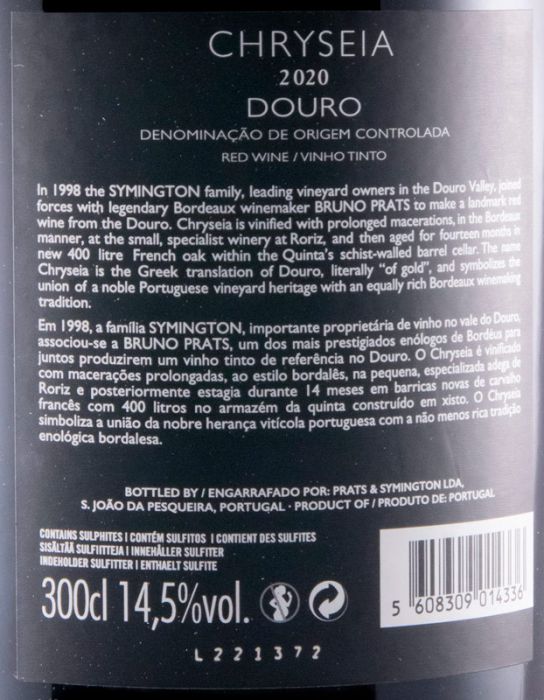 CHRYSEIA
2020
DOURO
DENOMINAÇÃO DE ORIGEM CONTROLADA
RED WINE / VINHO TINTO
In 1998 the SYMINGTON family, leading vineyard owners in the Douro Valley, joined
forces with legendary Bordeaux winemaker BRUNO PRATS to make a landmark red
wine from the Douro. Chryseia is vinified with prolonged macerations, in the Bordeaux
manner, at the small, specialist winery at Roriz, and then aged for fourteen months in
new 400 litre French oak within the Quinta's schist-walled barrel cellar. The name
Chryseia is the Greek translation of Douro, literally “of gold”, and symbolizes the
union of a noble Portuguese vineyard heritage with an equally rich Bordeaux winemaking
tradition.
Em 1998, a família SYMINGTON, importante proprietária de vinho no vale do Douro,
associou-se a BRUNO PRATS, um dos mais prestigiados enólogos de Bordéus para
juntos produzirem um vinho tinto de referência no Douro. O Chryseia é vinificado
com macerações prolongadas, ao estilo bordalês, na pequena, especializada adega de
Roriz e posteriormente estagia durante 14 meses em barricas novas de carvalho
francês com 400 litros no armazém da quinta construído em xisto. O Chryseia
simboliza a união da nobre herança vitícola portuguesa com a não menos rica tradição
enológica bordalesa.
BOTTLED BY / ENGARRAFADO POR: PRATS & SYMINGTON LDA,
S. JOÃO DA PESQUEIRA, PORTUGAL · PRODUCT OF / PRODUTO DE: PORTUGAL
CONTAINS SULPHITES | CONTÉM SULFITOS | CONTIENT DES SULFITES
SISÄLTÄÄ SULFIITTEJA | INNEHÅLLER SULFITER
INDEHOLDER SULFITTER | ENTHAELT SULFITE
300cl 14,5%vol.
5 608309 014336
L221372